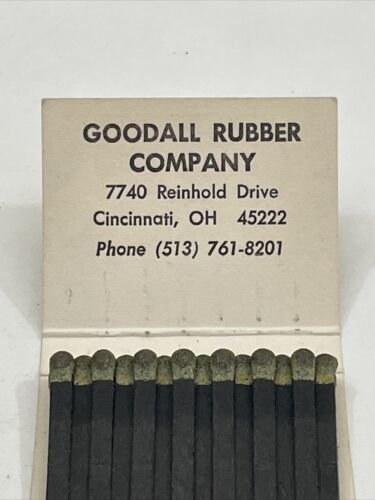 GOODALL RUBBER
COMPANY
7740 Reinhold Drive
Cincinnati, OH 45222
Phone (513) 761-8201